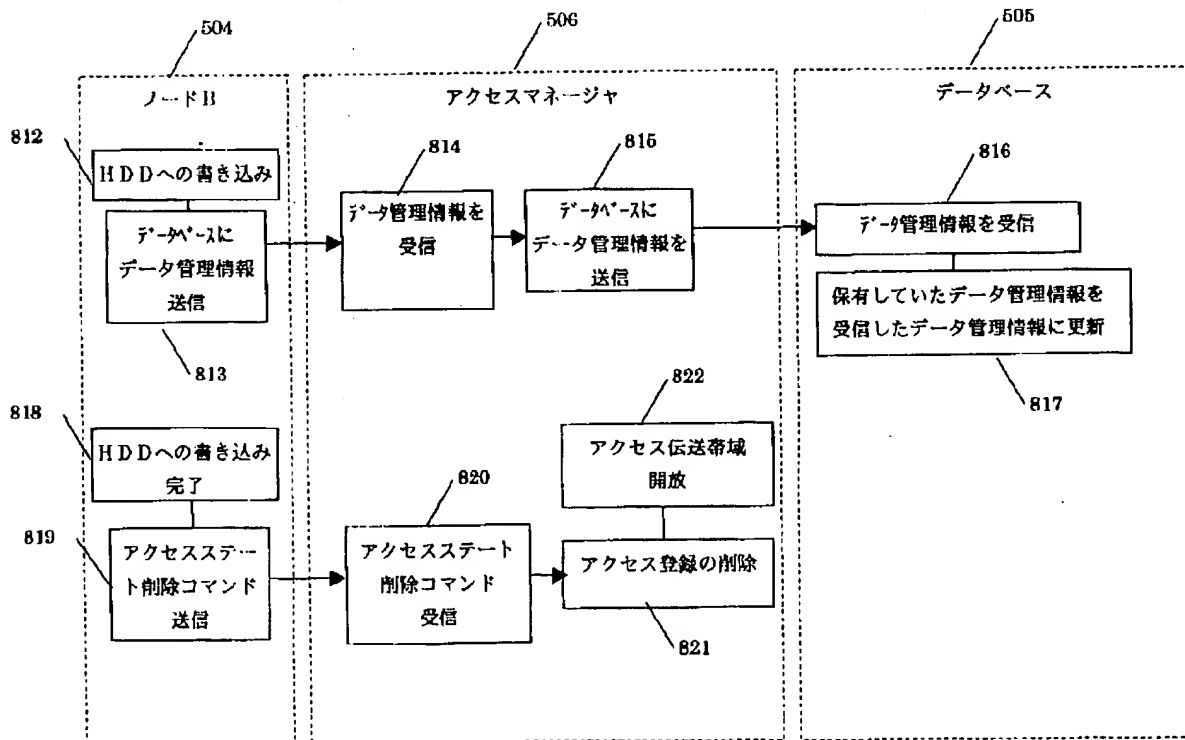 504
506
505
ノードB
アクセスマネージャ
データベース
812
814
815
816
HDDへの書き込み
データベースに
データ管理情報
送信
データ管理情報を
受信
データベースに
データ管理情報を
送信
データ管理情報を受信
保有していたデータ管理情報を
受信したデータ管理情報に更新
813
817
818
822
HDDへの書き込み
完了
820
アクセス伝送帯域
開放
819
アクセスステー
ト削除コマンド
送信
アクセスステート
削除コマンド
受信
アクセス登録の削除
821